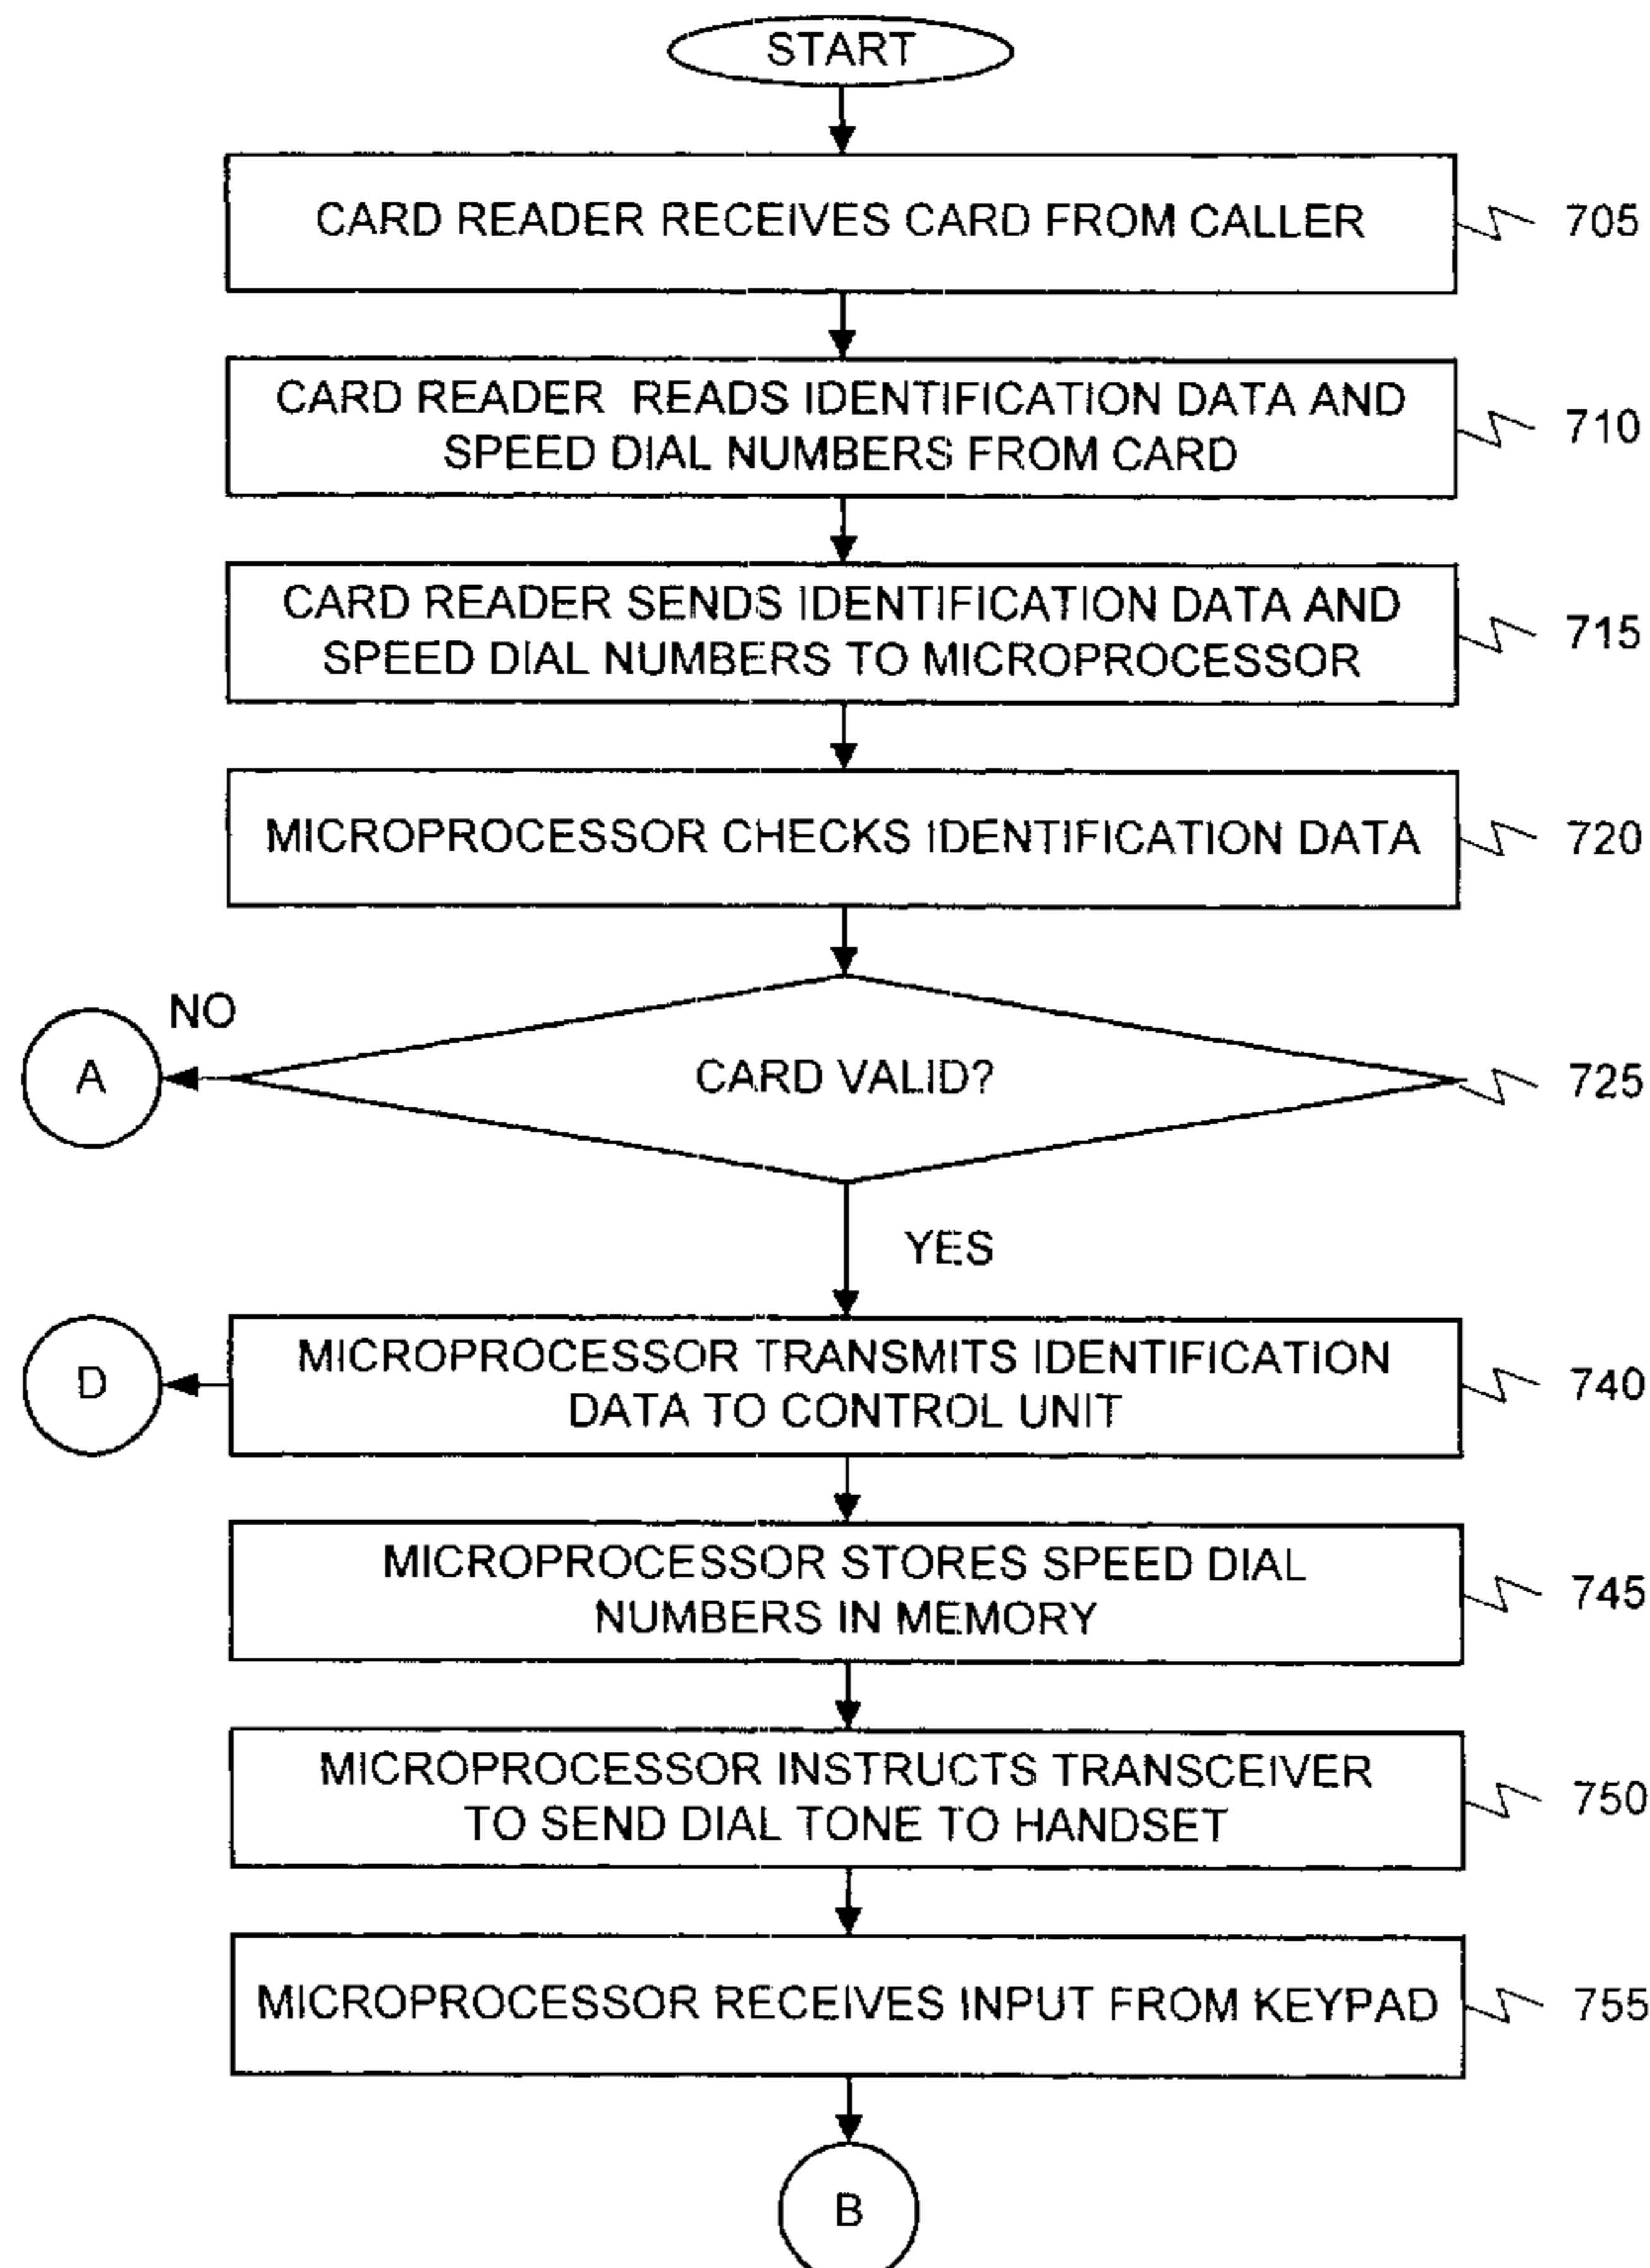 START
CARD READER RECEIVES CARD FROM CALLER
705
CARD READER READS IDENTIFICATION DATA AND
SPEED DIAL NUMBERS FROM CARD
710
CARD READER SENDS IDENTIFICATION DATA AND
SPEED DIAL NUMBERS TO MICROPROCESSOR
715
MICROPROCESSOR CHECKS IDENTIFICATION DATA
720
NO
A
CARD VALID?
725
YES
D
MICROPROCESSOR TRANSMITS IDENTIFICATION
DATA TO CONTROL UNIT
740
MICROPROCESSOR STORES SPEED DIAL
NUMBERS IN MEMORY
745
MICROPROCESSOR INSTRUCTS TRANSCEIVER
TO SEND DIAL TONE TO HANDSET
750
MICROPROCESSOR RECEIVES INPUT FROM KEYPAD
755
B